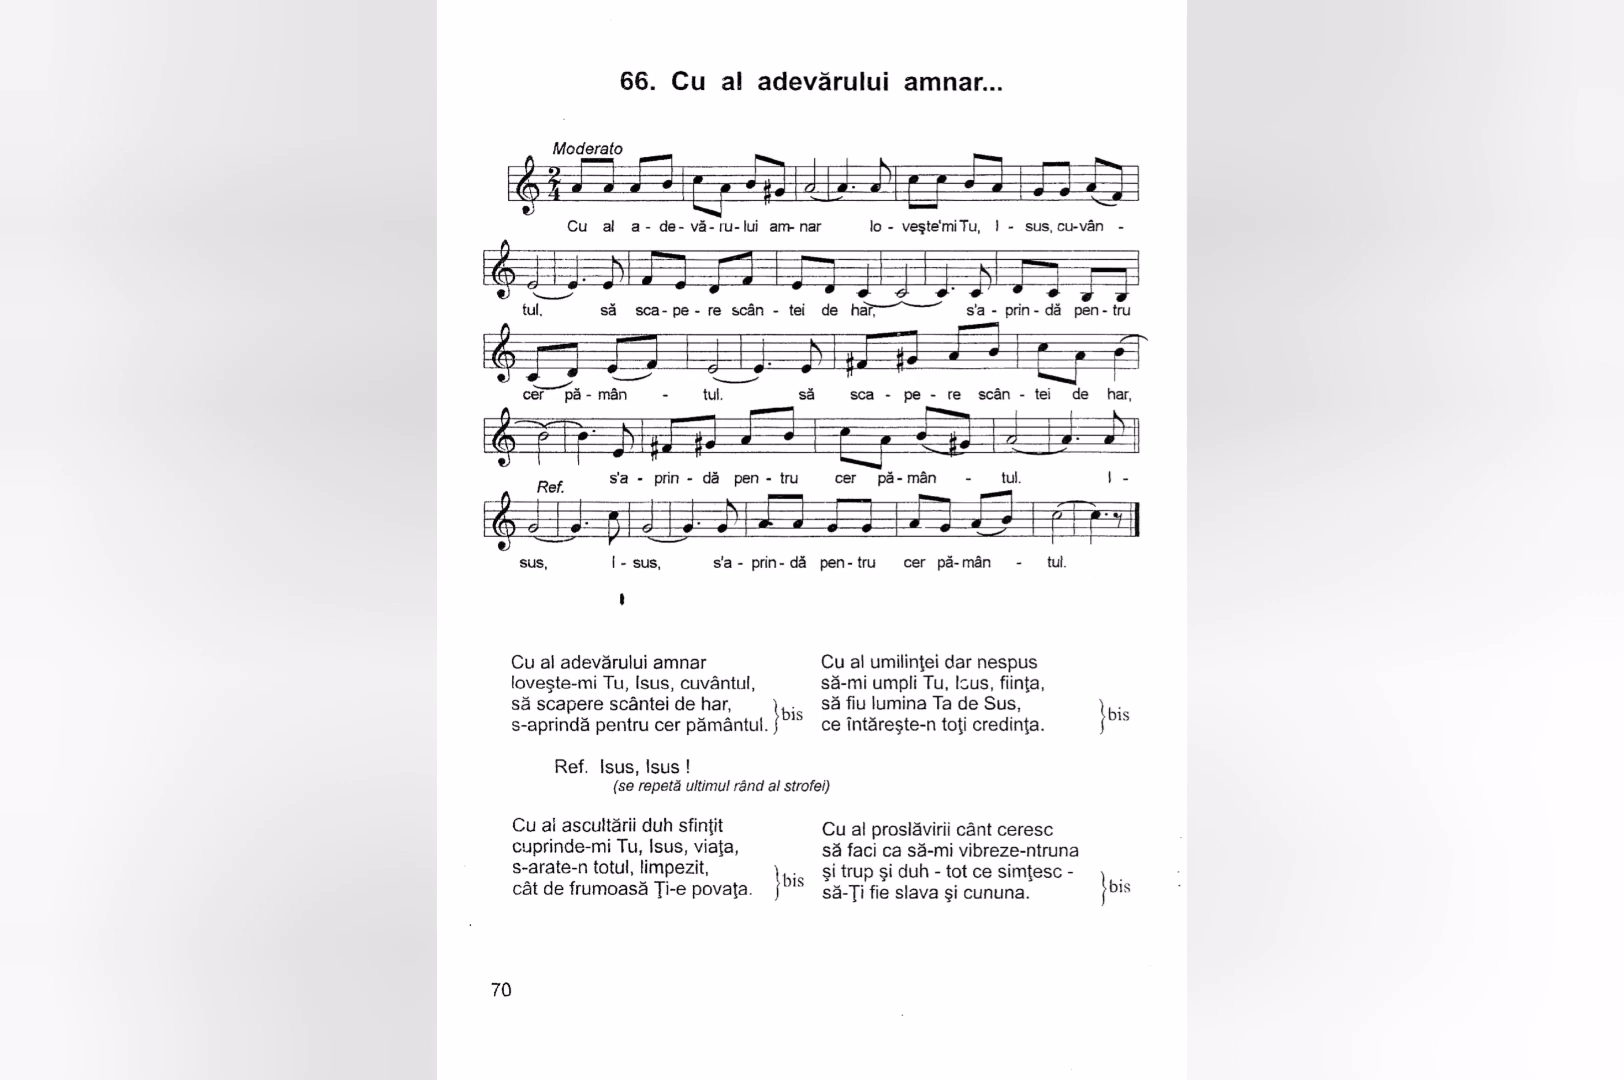 66. Cu al adevărului amnar...
Moderato
Cu al a - de - vă - ru - lui am- nar lo - veşte'mi Tu, I - sus, cu-vân -
tul, să sca - pe - re scân - tei de har, s'a - prin - dă pen - tru
cer pă - mân - tul. să sca - pe - re scân - tei de har,
s'a - prin - dă pen - tru cer pă - mân - tul. I -
Ref.
sus, I - sus, s'a - prin - dă pen - tru cer pă- mân - tul.
Cu al adevărului amnar
loveşte-mi Tu, Isus, cuvântul,
să scapere scântei de har,
s-aprindă pentru cer pământul. } bis
Ref. Isus, Isus !
(se repetă ultimul rând al strofei)
Cu al ascultării duh sfinţit
cuprinde-mi Tu, Isus, viaţa,
s-arate-n totul, limpezit,
cât de frumoasă Ţi-e povaţa. } bis
Cu al umilinţei dar nespus
să-mi umpli Tu, Isus, fiinţa,
să fiu lumina Ta de Sus,
ce întăreşte-n toţi credinţa. } bis
Cu al proslăvirii cânt ceresc
să faci ca să-mi vibreze-ntruna
şi trup şi duh - tot ce simţesc -
să-Ţi fie slava şi cununa. } bis
70